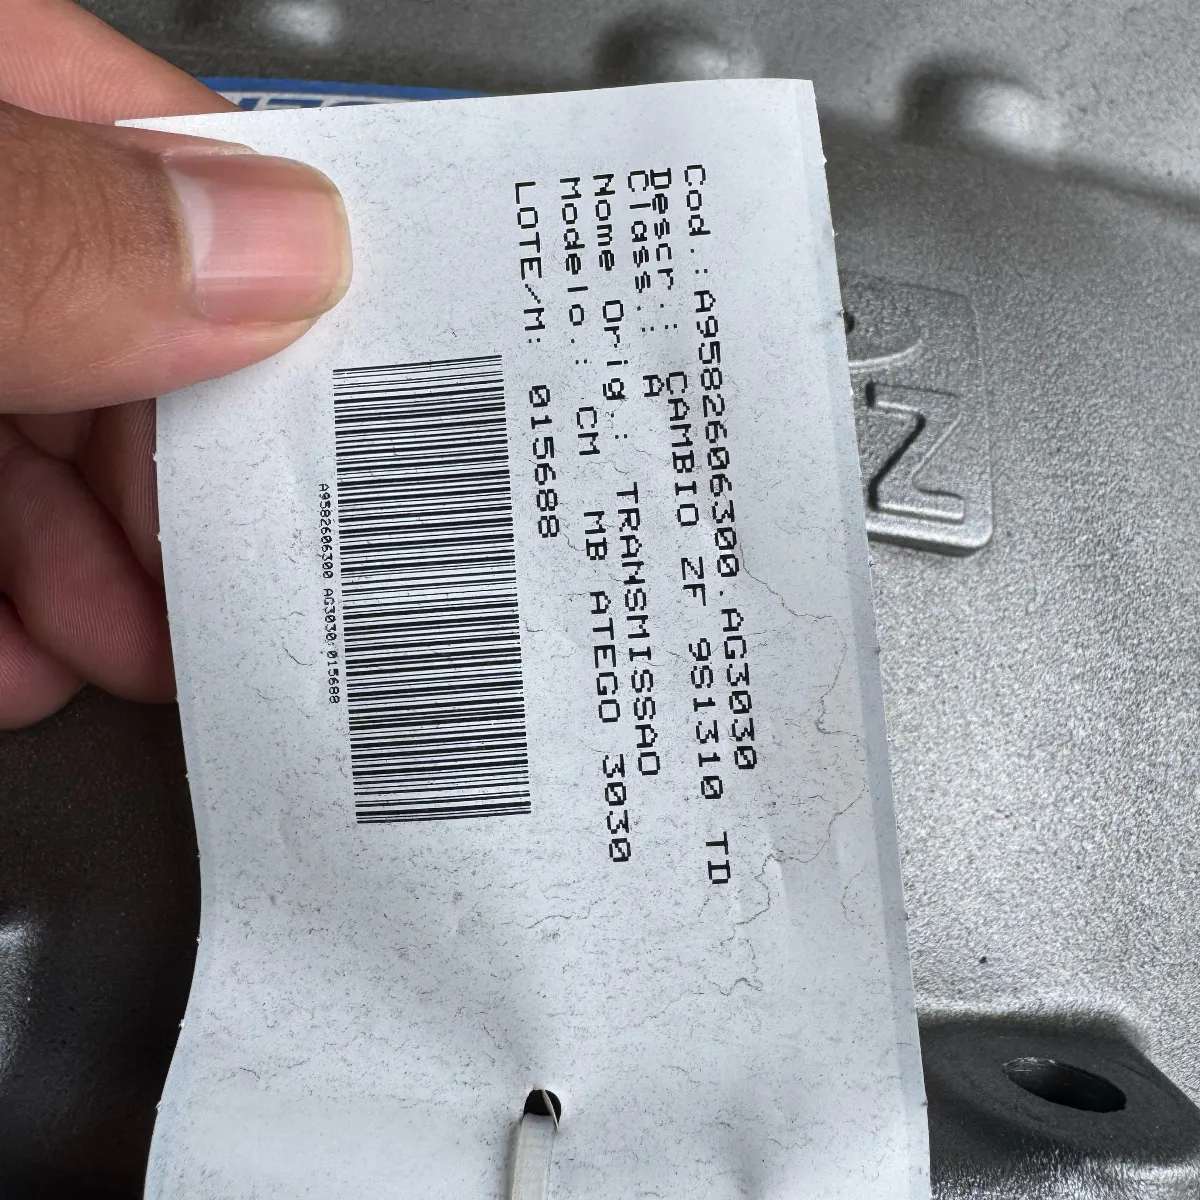 Cod.:A9582606300.AG3030
Descr.: CAMBIO ZF 9S1310 TD
Class.: A
Nome Orig.: TRANSMISSAO
Modelo.: CM MB ATEGO 3030
LOTE/M: 015688
A9582606300 AG3030 015688